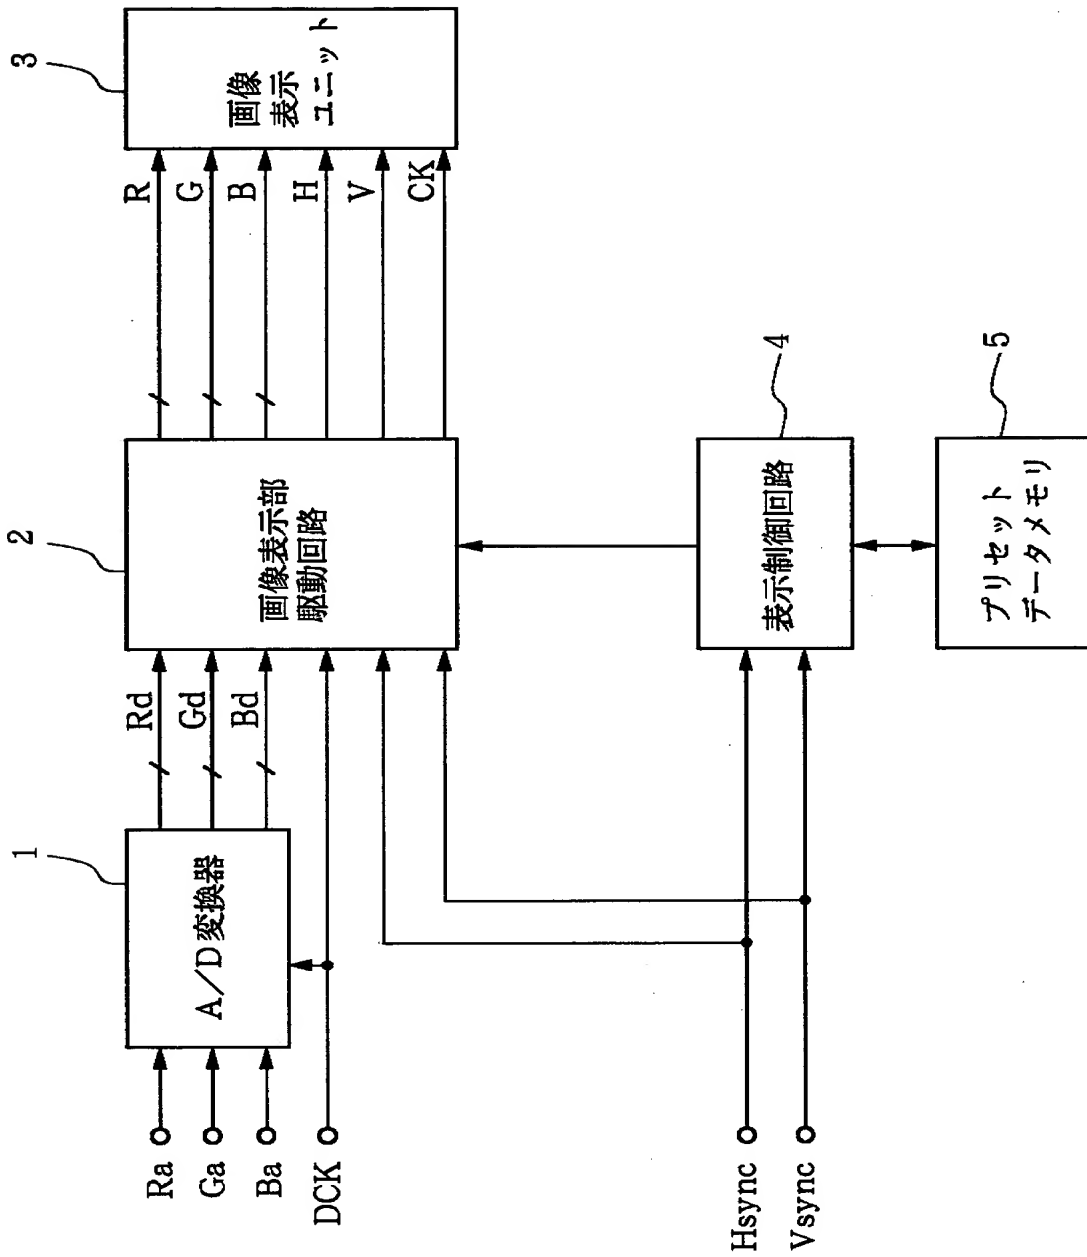 1
2
3
Ra
Ga
Ba
DCK
A/D変換器
Rd
Gd
Bd
画像表示部
駆動回路
R
G
B
H
V
CK
画像
表示
ユニット
Hsync
Vsync
表示制御回路
4
プリセット
データメモリ
5